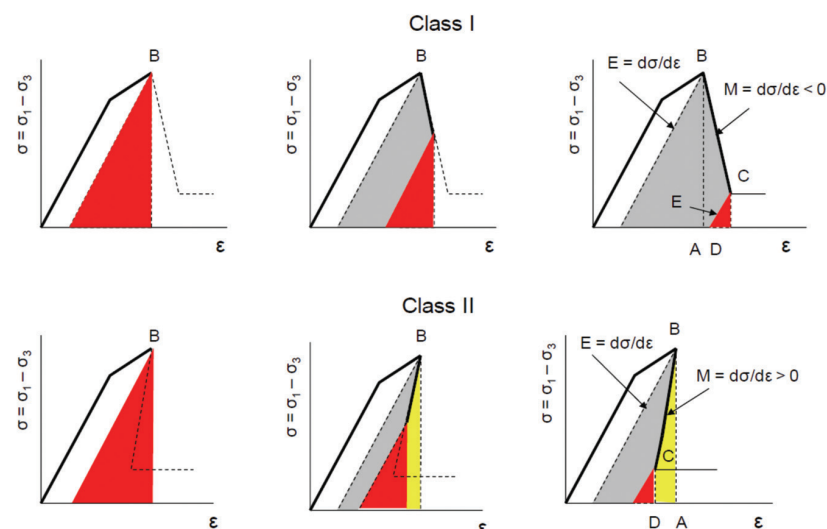 Class I
B
σ = σ₁ – σ₃
ε
B
σ = σ₁ – σ₃
ε
B
E = dσ/dε
M = dσ/dε < 0
C
E
σ = σ₁ – σ₃
A D
ε
Class II
B
σ = σ₁ – σ₃
ε
B
σ = σ₁ – σ₃
ε
B
E = dσ/dε
M = dσ/dε > 0
C
σ = σ₁ – σ₃
D A
ε